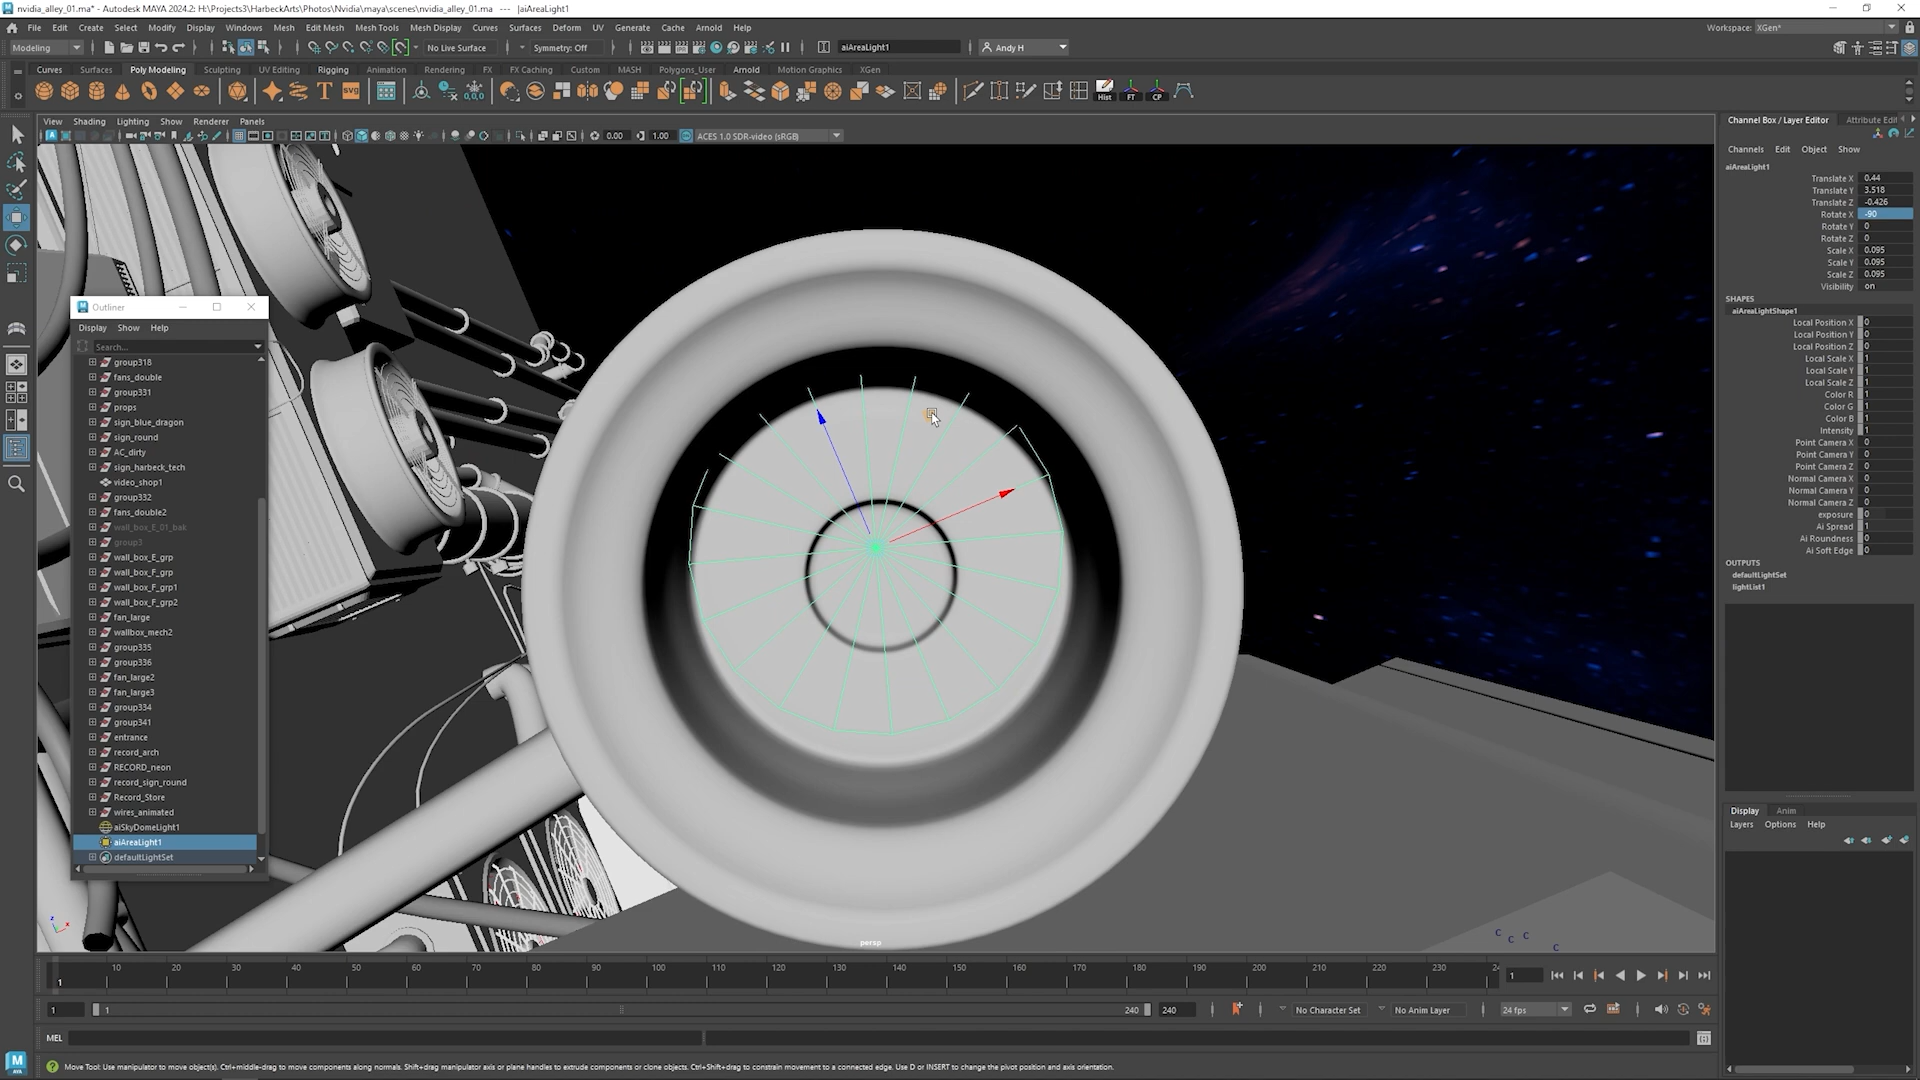 nvidia_alley_01.ma* - Autodesk MAYA 2024.2: H:\Projects3\HarbeckArts\Photos\Nvidia\maya\scenes\nvidia_alley_01.ma   ---   |aiAreaLight1
File Edit Create Select Modify Display Windows Mesh Edit Mesh Mesh Tools Mesh Display Curves Surfaces Deform UV Generate Cache Arnold Help
Workspace: XGen*
Modeling
No Live Surface
Symmetry: Off
aiAreaLight1
Andy H
Curves Surfaces Poly Modeling Sculpting UV Editing Rigging Animation Rendering FX FX Caching Custom MASH Polygons_User Arnold Motion Graphics XGen
SVG
0,0,0
Hist
FT
CP
View Shading Lighting Show Renderer Panels
0.00
1.00
ACES 1.0 SDR-video (sRGB)
Outliner
Display Show Help
Search...
group318
fans_double
group331
props
sign_blue_dragon
sign_round
AC_dirty
sign_harbeck_tech
video_shop1
group332
fans_double2
wall_box_E_01_bak
group3
wall_box_E_grp
wall_box_F_grp
wall_box_F_grp1
wall_box_F_grp2
fan_large
wallbox_mech2
group335
group336
fan_large2
fan_large3
group334
group341
entrance
record_arch
RECORD_neon
record_sign_round
Record_Store
wires_animated
aiSkyDomeLight1
aiAreaLight1
defaultLightSet
persp
Channel Box / Layer Editor
Attribute Edit
Channels Edit Object Show
aiAreaLight1
Translate X 0.44
Translate Y 3.518
Translate Z -0.426
Rotate X -90
Rotate Y 0
Rotate Z 0
Scale X 0.095
Scale Y 0.095
Scale Z 0.095
Visibility on
SHAPES
aiAreaLightShape1
Local Position X 0
Local Position Y 0
Local Position Z 0
Local Scale X 1
Local Scale Y 1
Local Scale Z 1
Color R 1
Color G 1
Color B 1
Intensity 1
Point Camera X 0
Point Camera Y 0
Point Camera Z 0
Normal Camera X 0
Normal Camera Y 0
Normal Camera Z 0
exposure 0
Ai Spread 1
Ai Roundness 0
Ai Soft Edge 0
OUTPUTS
defaultLightSet
lightList1
Display Anim
Layers Options Help
1
10 20 30 40 50 60 70 80 90 100 110 120 130 140 150 160 170 180 190 200 210 220 230 24
1
1
1
240
240
No Character Set
No Anim Layer
24 fps
MEL
Move Tool: Use manipulator to move object(s). Ctrl+middle-drag to move components along normals. Shift+drag manipulator axis or plane handles to extrude components or clone objects. Ctrl+Shift+drag to constrain movement to a connected edge. Use D or INSERT to change the pivot position and axis orientation.